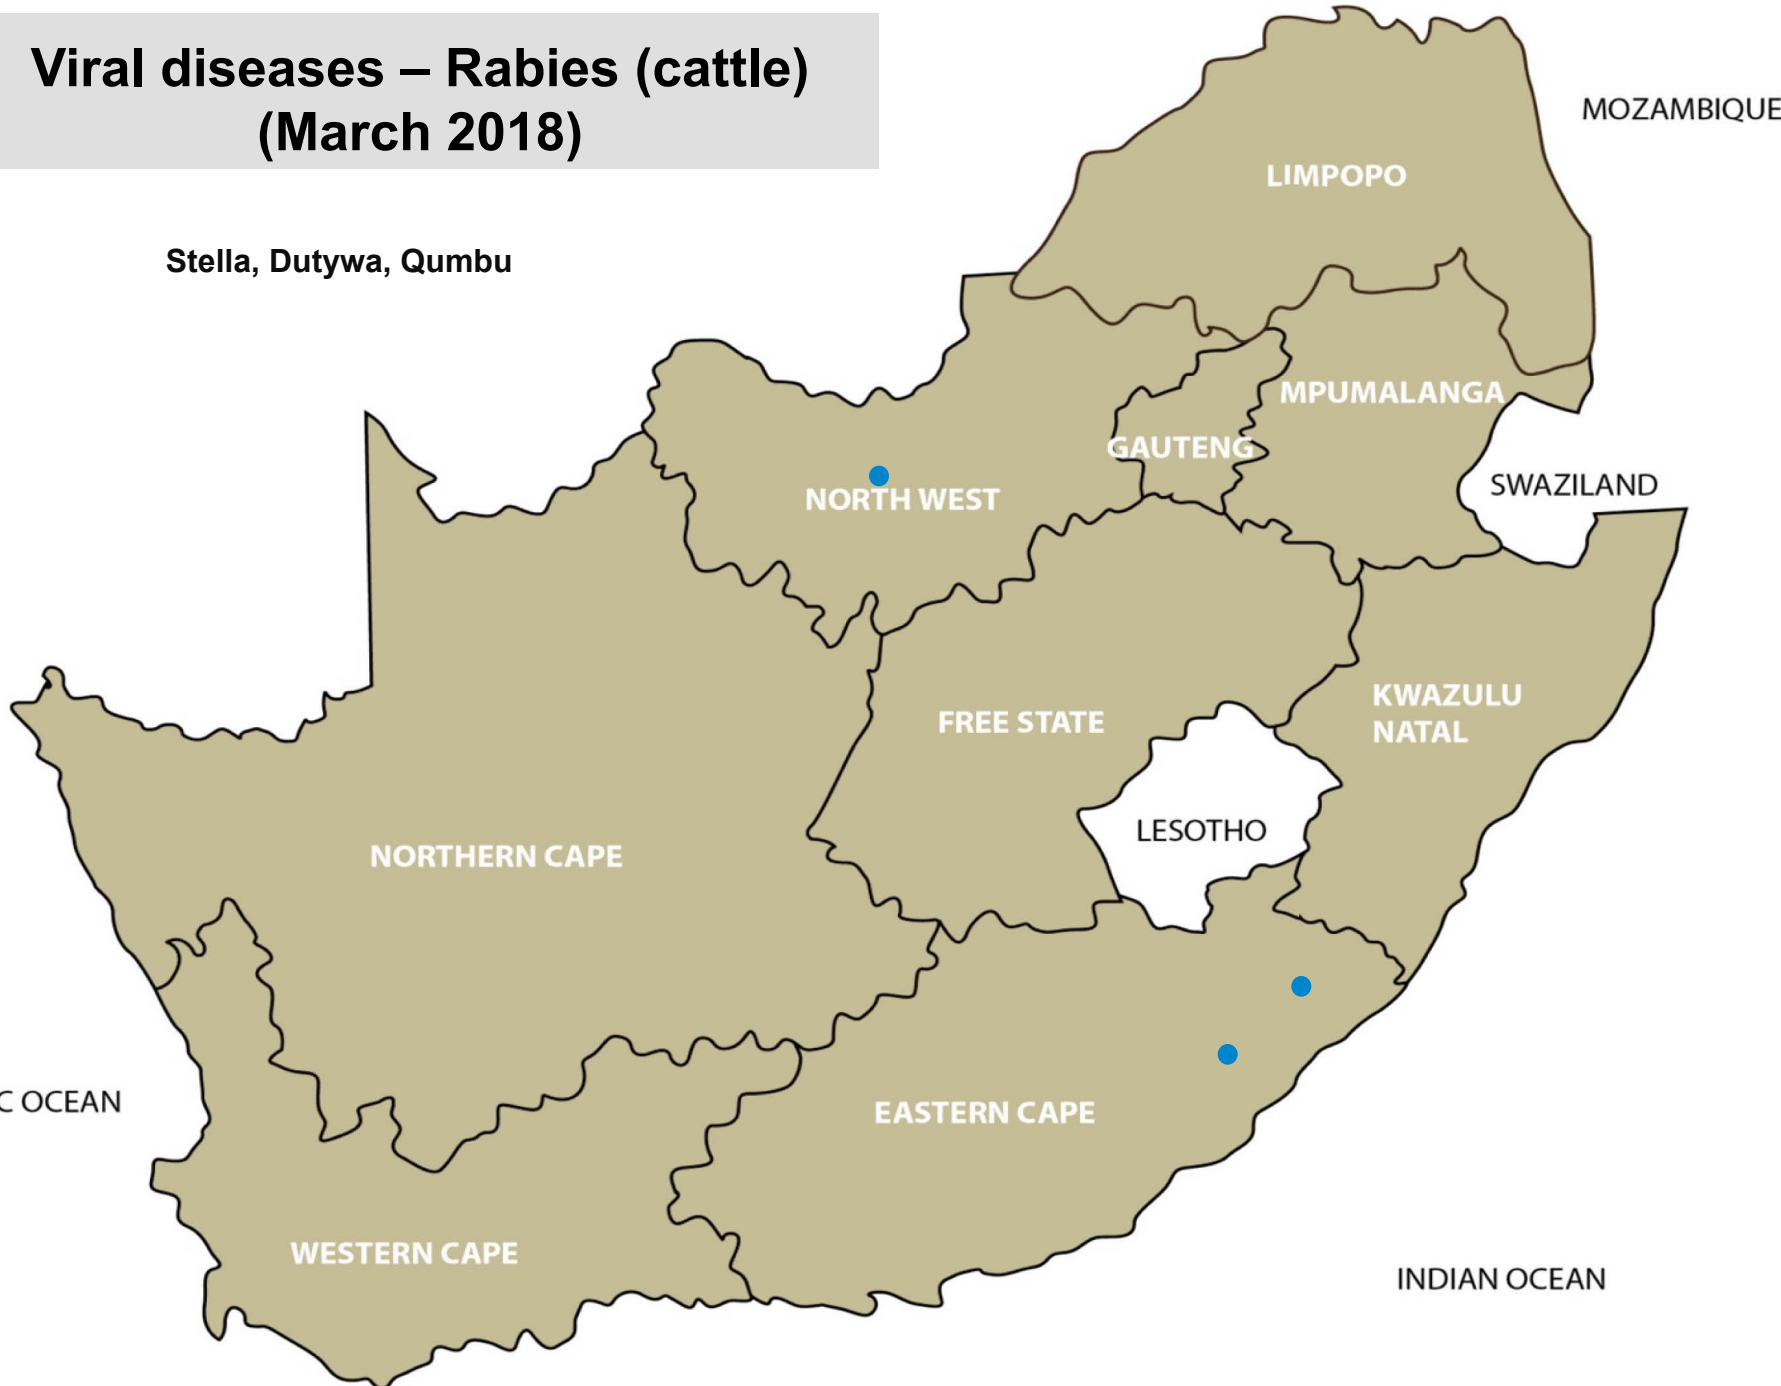 Viral diseases – Rabies (cattle)
(March 2018)
MOZAMBIQUE
LIMPOPO
Stella, Dutywa, Qumbu
MPUMALANGA
GAUTENG
SWAZILAND
NORTH WEST
KWAZULU
NATAL
FREE STATE
LESOTHO
NORTHERN CAPE
C OCEAN
EASTERN CAPE
WESTERN CAPE
INDIAN OCEAN